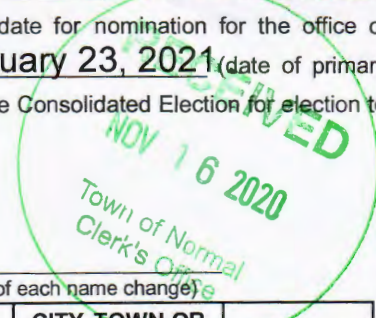 date for nomination for the office
uary 23, 2021 (date of primar
e Consolidated Election for election t
RECEIVED
NOV 16 2020
Town of Normal
Clerk's Office
of each name change)
CITY, TOWN OR